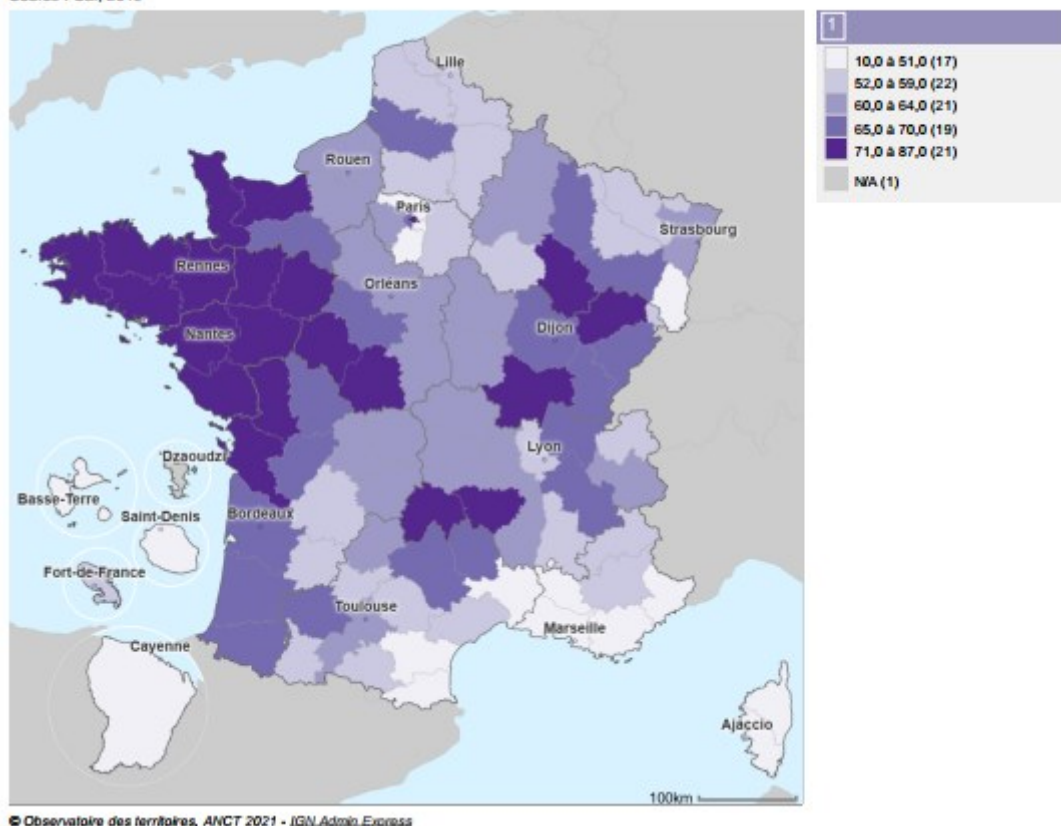 Lille
Rouen
Paris
Strasbourg
Rennes
Orléans
Nantes
Dijon
Lyon
Dzaoudzi
Basse-Terre
Saint-Denis
Bordeaux
Fort-de-France
Toulouse
Marseille
Cayenne
Ajaccio
100km
1
10,0 à 51,0 (17)
52,0 à 59,0 (22)
60,0 à 64,0 (21)
65,0 à 70,0 (19)
71,0 à 87,0 (21)
N/A (1)
© Observatoire des territoires, ANCT 2021 - IGN Admin Express